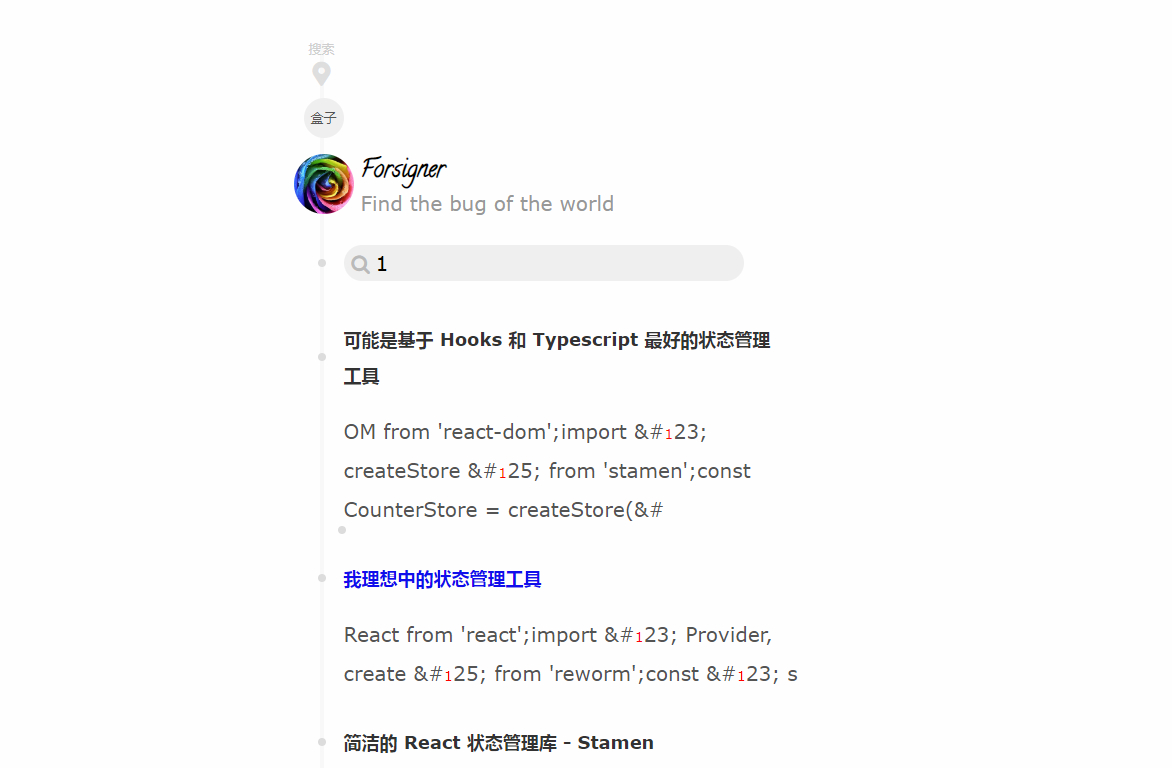 搜索
盒子
Forsigner
Find the bug of the world
1
可能是基于 Hooks 和 Typescript 最好的状态管理
工具
OM from 'react-dom';import &#123;
createStore &#125; from 'stamen';const
CounterStore = createStore(&#
我理想中的状态管理工具
React from 'react';import &#123; Provider,
create &#125; from 'reworm';const &#123; s
简洁的 React 状态管理库 - Stamen